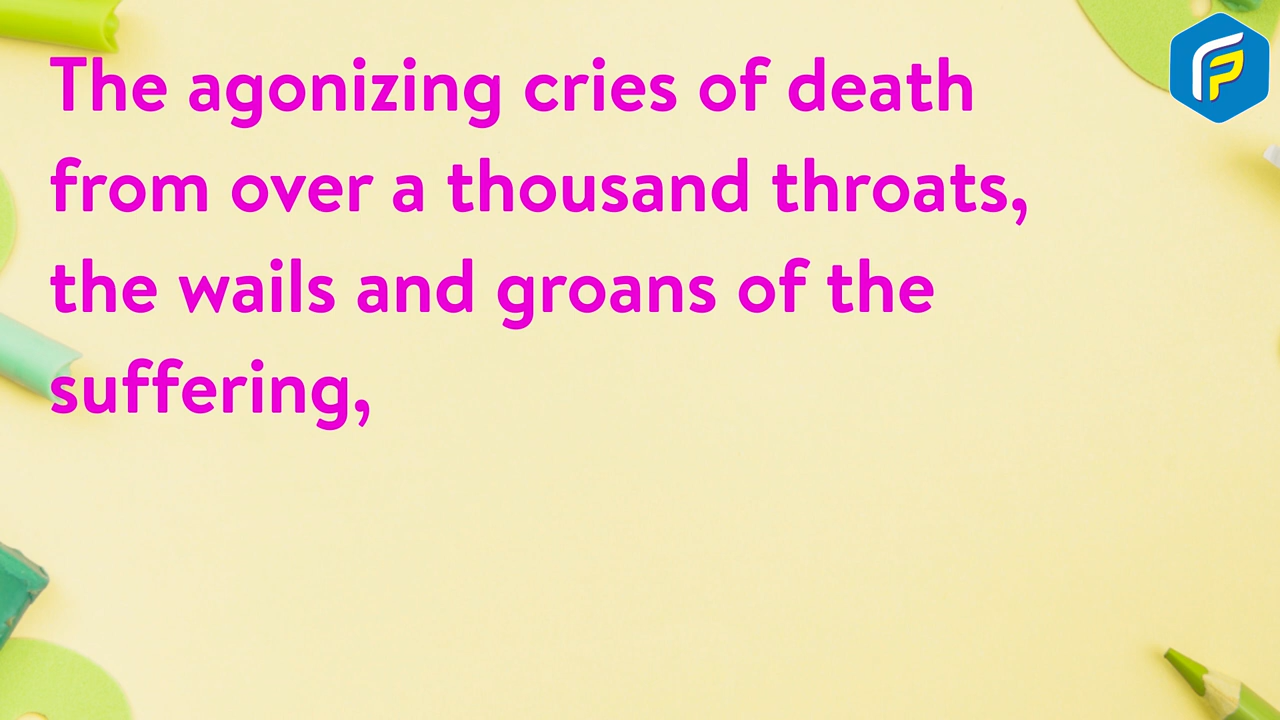 The agonizing cries of death
from over a thousand throats,
the wails and groans of the
suffering,